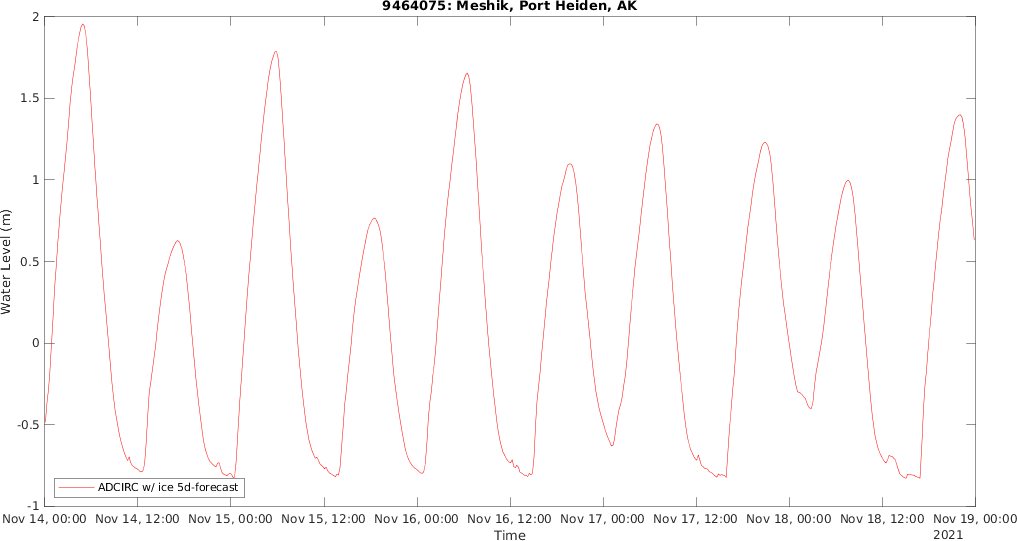 9464075: Meshik, Port Heiden, AK
2
1.5
1
0.5
0
-0.5
-1
Water Level (m)
ADCIRC w/ ice 5d-forecast
Nov 14, 00:00 Nov 14, 12:00 Nov 15, 00:00 Nov 15, 12:00 Nov 16, 00:00 Nov 16, 12:00 Nov 17, 00:00 Nov 17, 12:00 Nov 18, 00:00 Nov 18, 12:00 Nov 19, 00:00
Time
2021